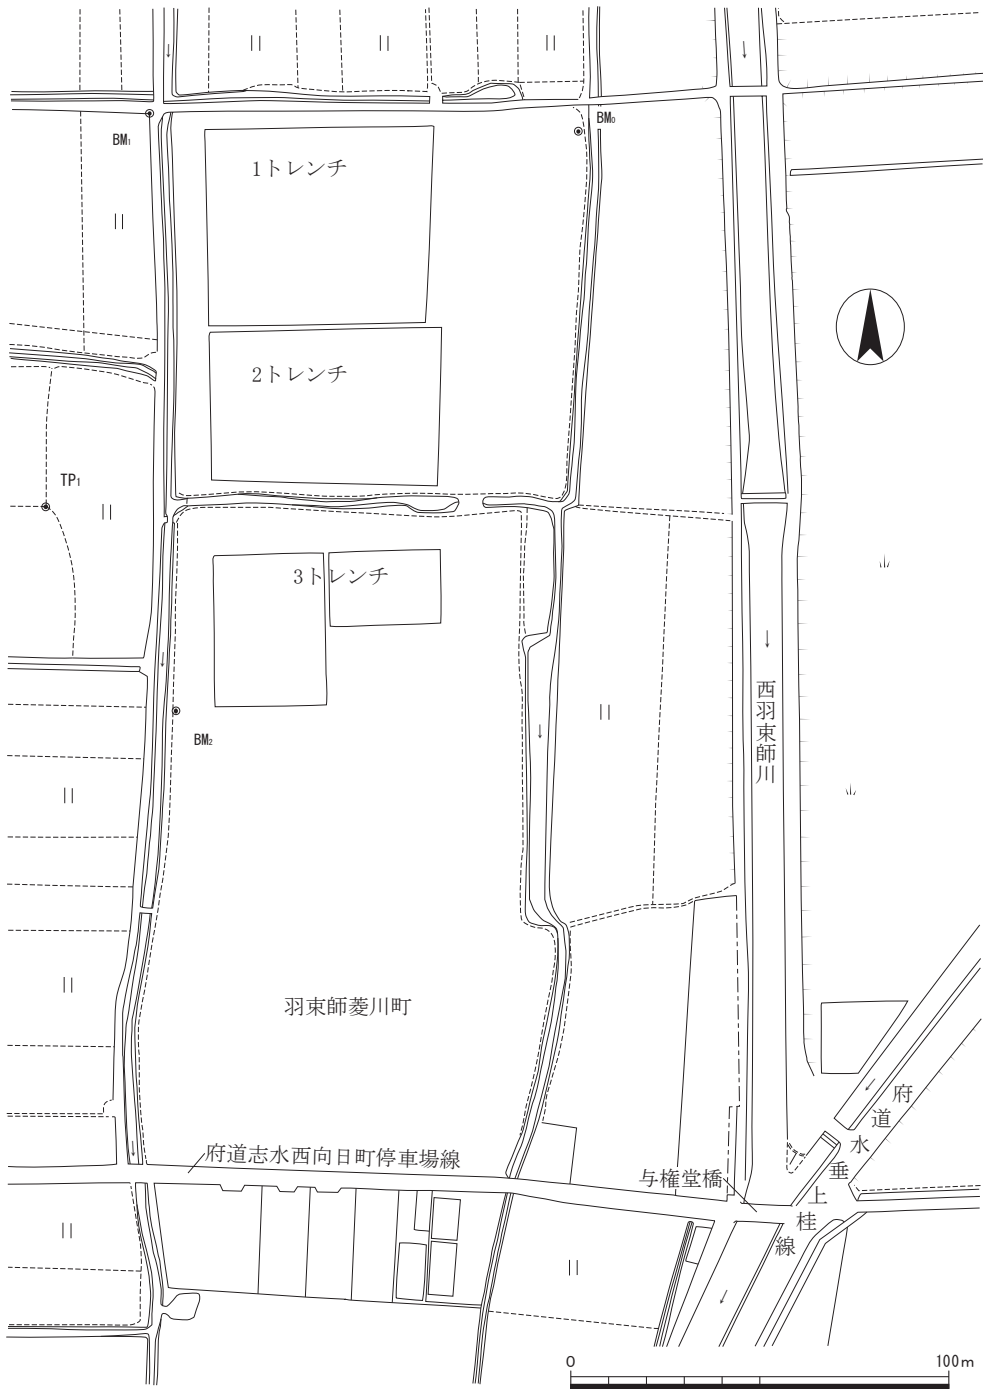 BM₁
BM₀
1トレンチ
2トレンチ
TP₁
3トレンチ
BM₂
西羽束師川
羽束師菱川町
府道水垂上桂線
府道志水西向日町停車場線
与権堂橋
0
100m